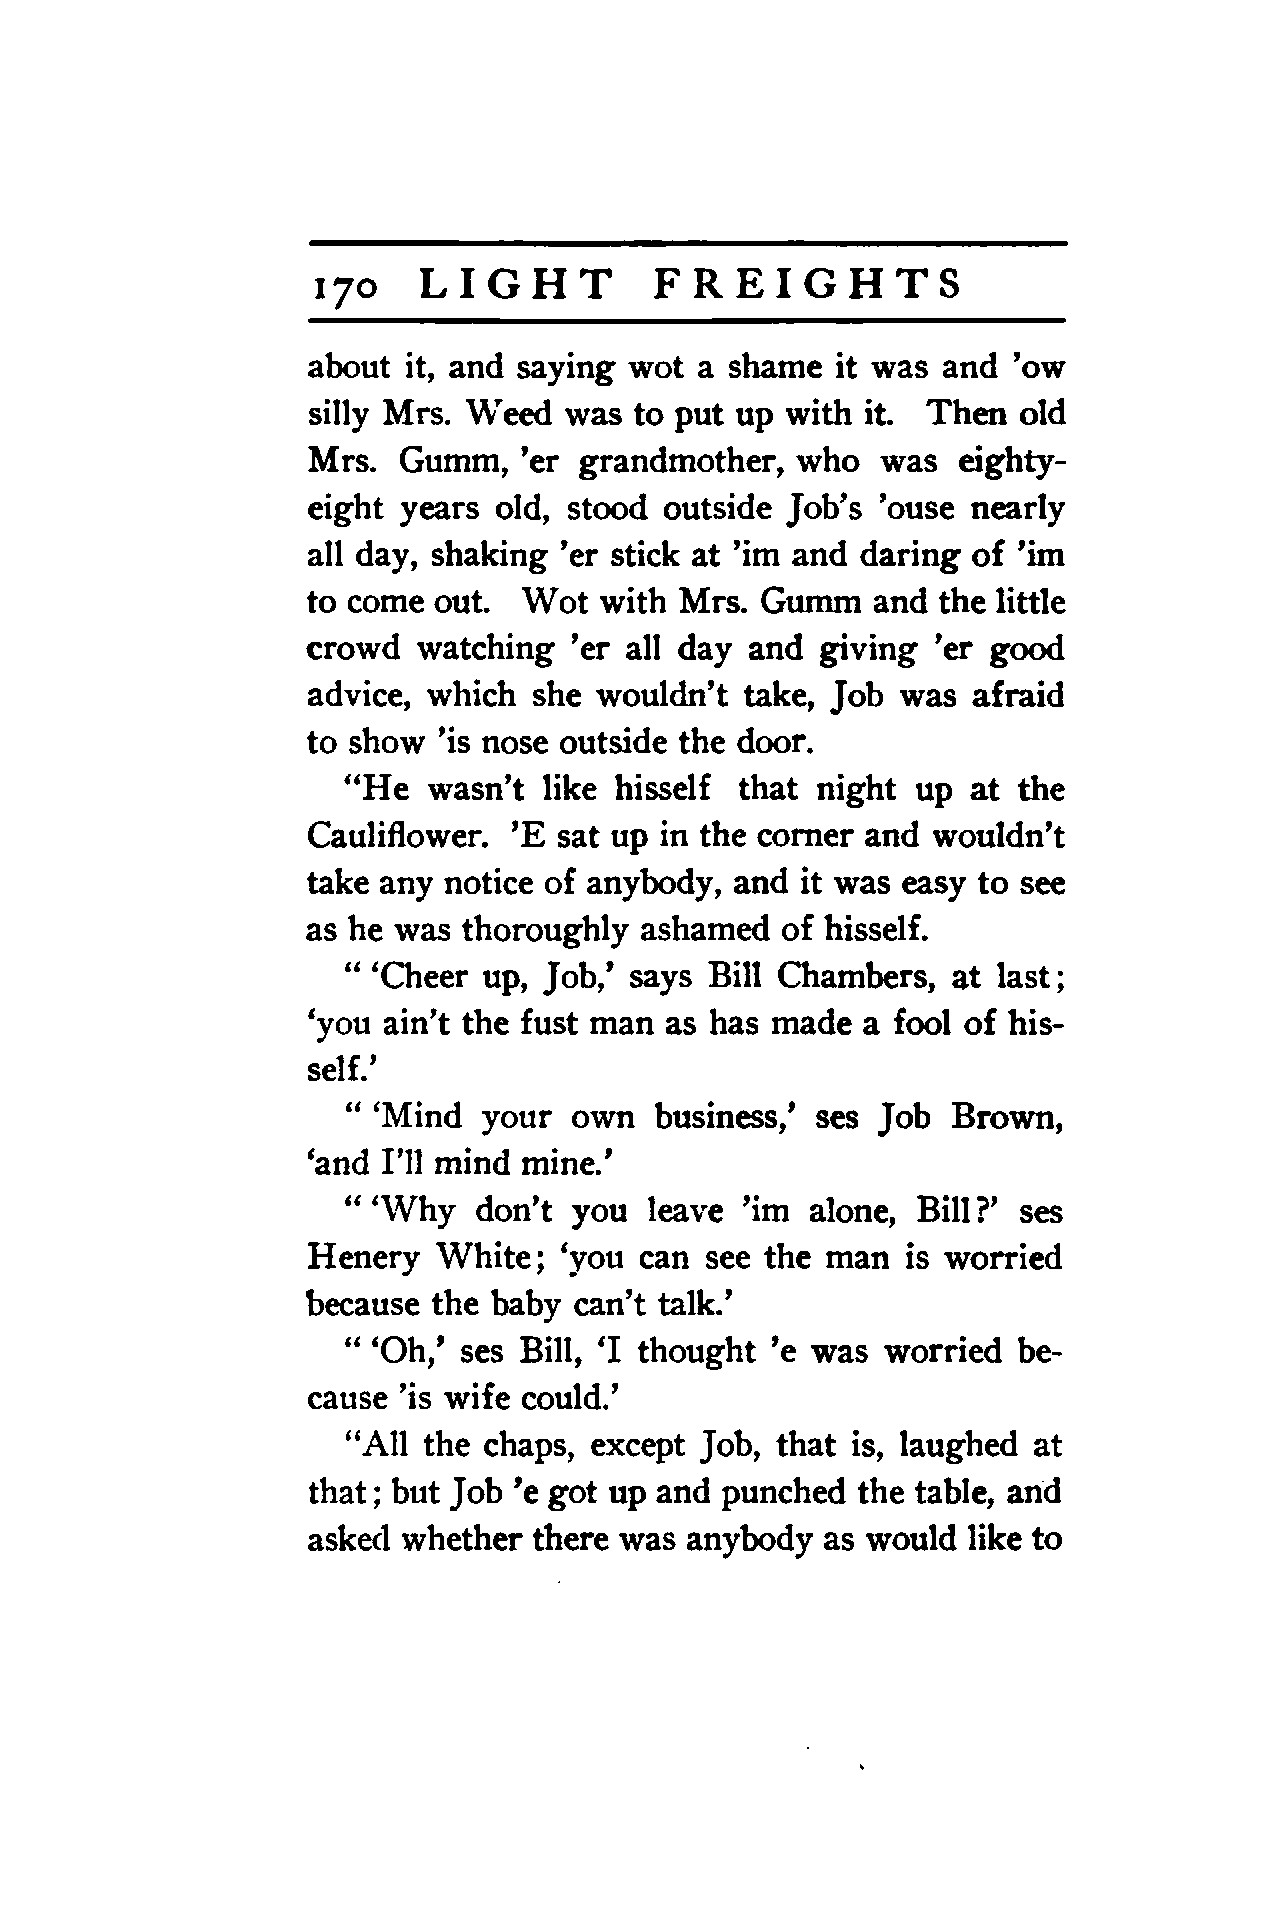 170 LIGHT FREIGHTS
about it, and saying wot a shame it was and 'ow
silly Mrs. Weed was to put up with it. Then old
Mrs. Gumm, 'er grandmother, who was eighty-
eight years old, stood outside Job's 'ouse nearly
all day, shaking 'er stick at 'im and daring of 'im
to come out. Wot with Mrs. Gumm and the little
crowd watching 'er all day and giving 'er good
advice, which she wouldn't take, Job was afraid
to show 'is nose outside the door.
"He wasn't like hisself that night up at the
Cauliflower. 'E sat up in the corner and wouldn't
take any notice of anybody, and it was easy to see
as he was thoroughly ashamed of hisself.
" 'Cheer up, Job,' says Bill Chambers, at last;
'you ain't the fust man as has made a fool of his-
self.'
" 'Mind your own business,' ses Job Brown,
'and I'll mind mine.'
" 'Why don't you leave 'im alone, Bill?' ses
Henery White; 'you can see the man is worried
because the baby can't talk.'
" 'Oh,' ses Bill, 'I thought 'e was worried be-
cause 'is wife could.'
"All the chaps, except Job, that is, laughed at
that; but Job 'e got up and punched the table, and
asked whether there was anybody as would like to